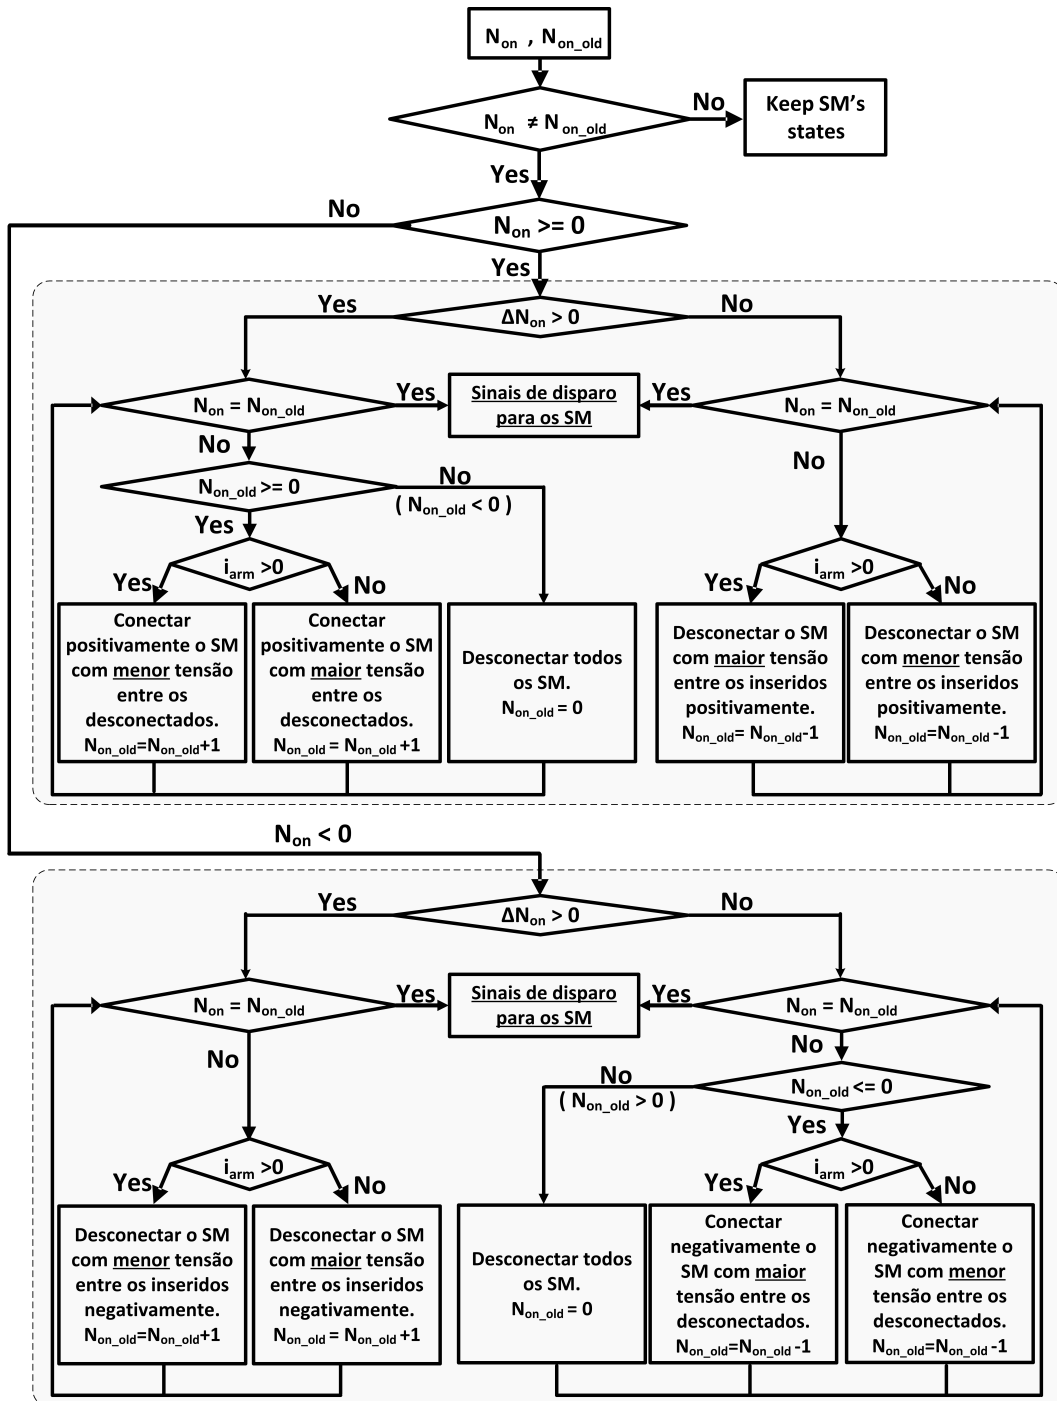 Non , Non_old
Non ≠ Non_old
No
Keep SM's
states
Yes
No
Non >= 0
Yes
Yes
ΔNon > 0
No
Non = Non_old
Yes
Sinais de disparo
para os SM
Yes
Non = Non_old
No
Non_old >= 0
No
( Non_old < 0 )
No
Yes
iarm >0
Yes
No
iarm >0
Yes
No
Conectar
positivamente o SM
com menor tensão
entre os
desconectados.
Non_old=Non_old+1
Conectar
positivamente o SM
com maior tensão
entre os
desconectados.
Non_old = Non_old +1
Desconectar todos
os SM.
Non_old = 0
Desconectar o SM
com maior tensão
entre os inseridos
positivamente.
Non_old= Non_old-1
Desconectar o SM
com menor tensão
entre os inseridos
positivamente.
Non_old=Non_old -1
Non < 0
Yes
ΔNon > 0
No
Non = Non_old
Yes
Sinais de disparo
para os SM
Yes
Non = Non_old
No
No
No
( Non_old > 0 )
Non_old <= 0
Yes
iarm >0
Yes
No
iarm >0
Yes
No
Desconectar o SM
com menor tensão
entre os inseridos
negativamente.
Non_old=Non_old+1
Desconectar o SM
com maior tensão
entre os inseridos
negativamente.
Non_old = Non_old +1
Desconectar todos
os SM.
Non_old = 0
Conectar
negativamente o
SM com maior
tensão entre os
desconectados.
Non_old=Non_old -1
Conectar
negativamente o
SM com menor
tensão entre os
desconectados.
Non_old=Non_old -1